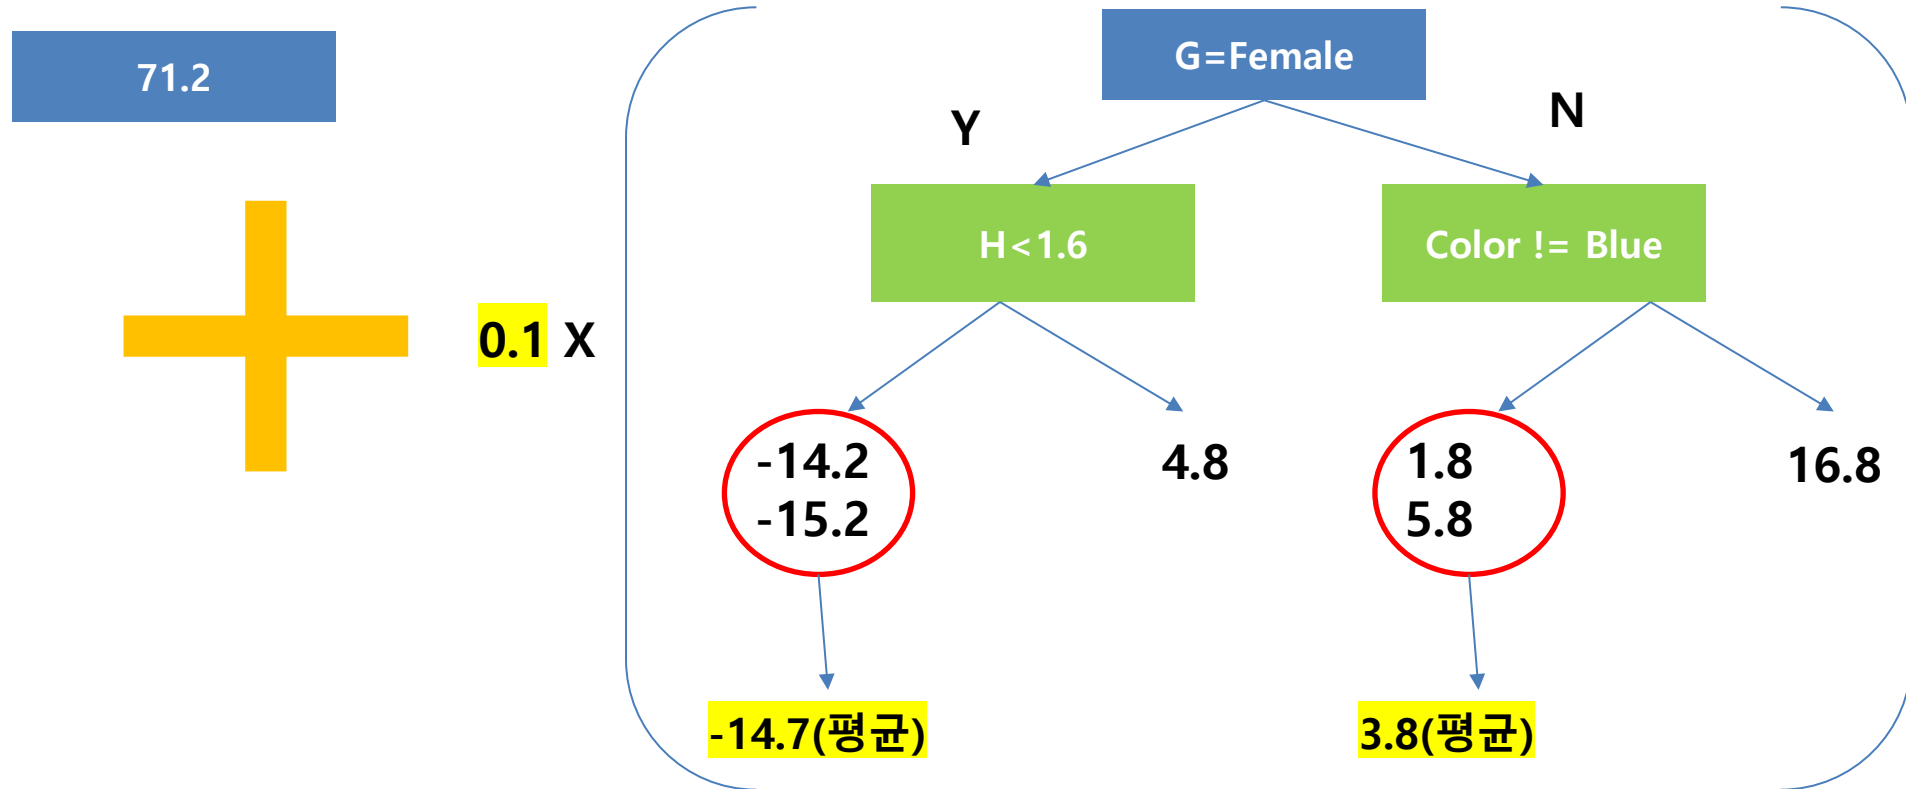 71.2
G=Female
Y
N
H<1.6
Color != Blue
0.1 X
-14.2
-15.2
4.8
1.8
5.8
16.8
-14.7(평균)
3.8(평균)